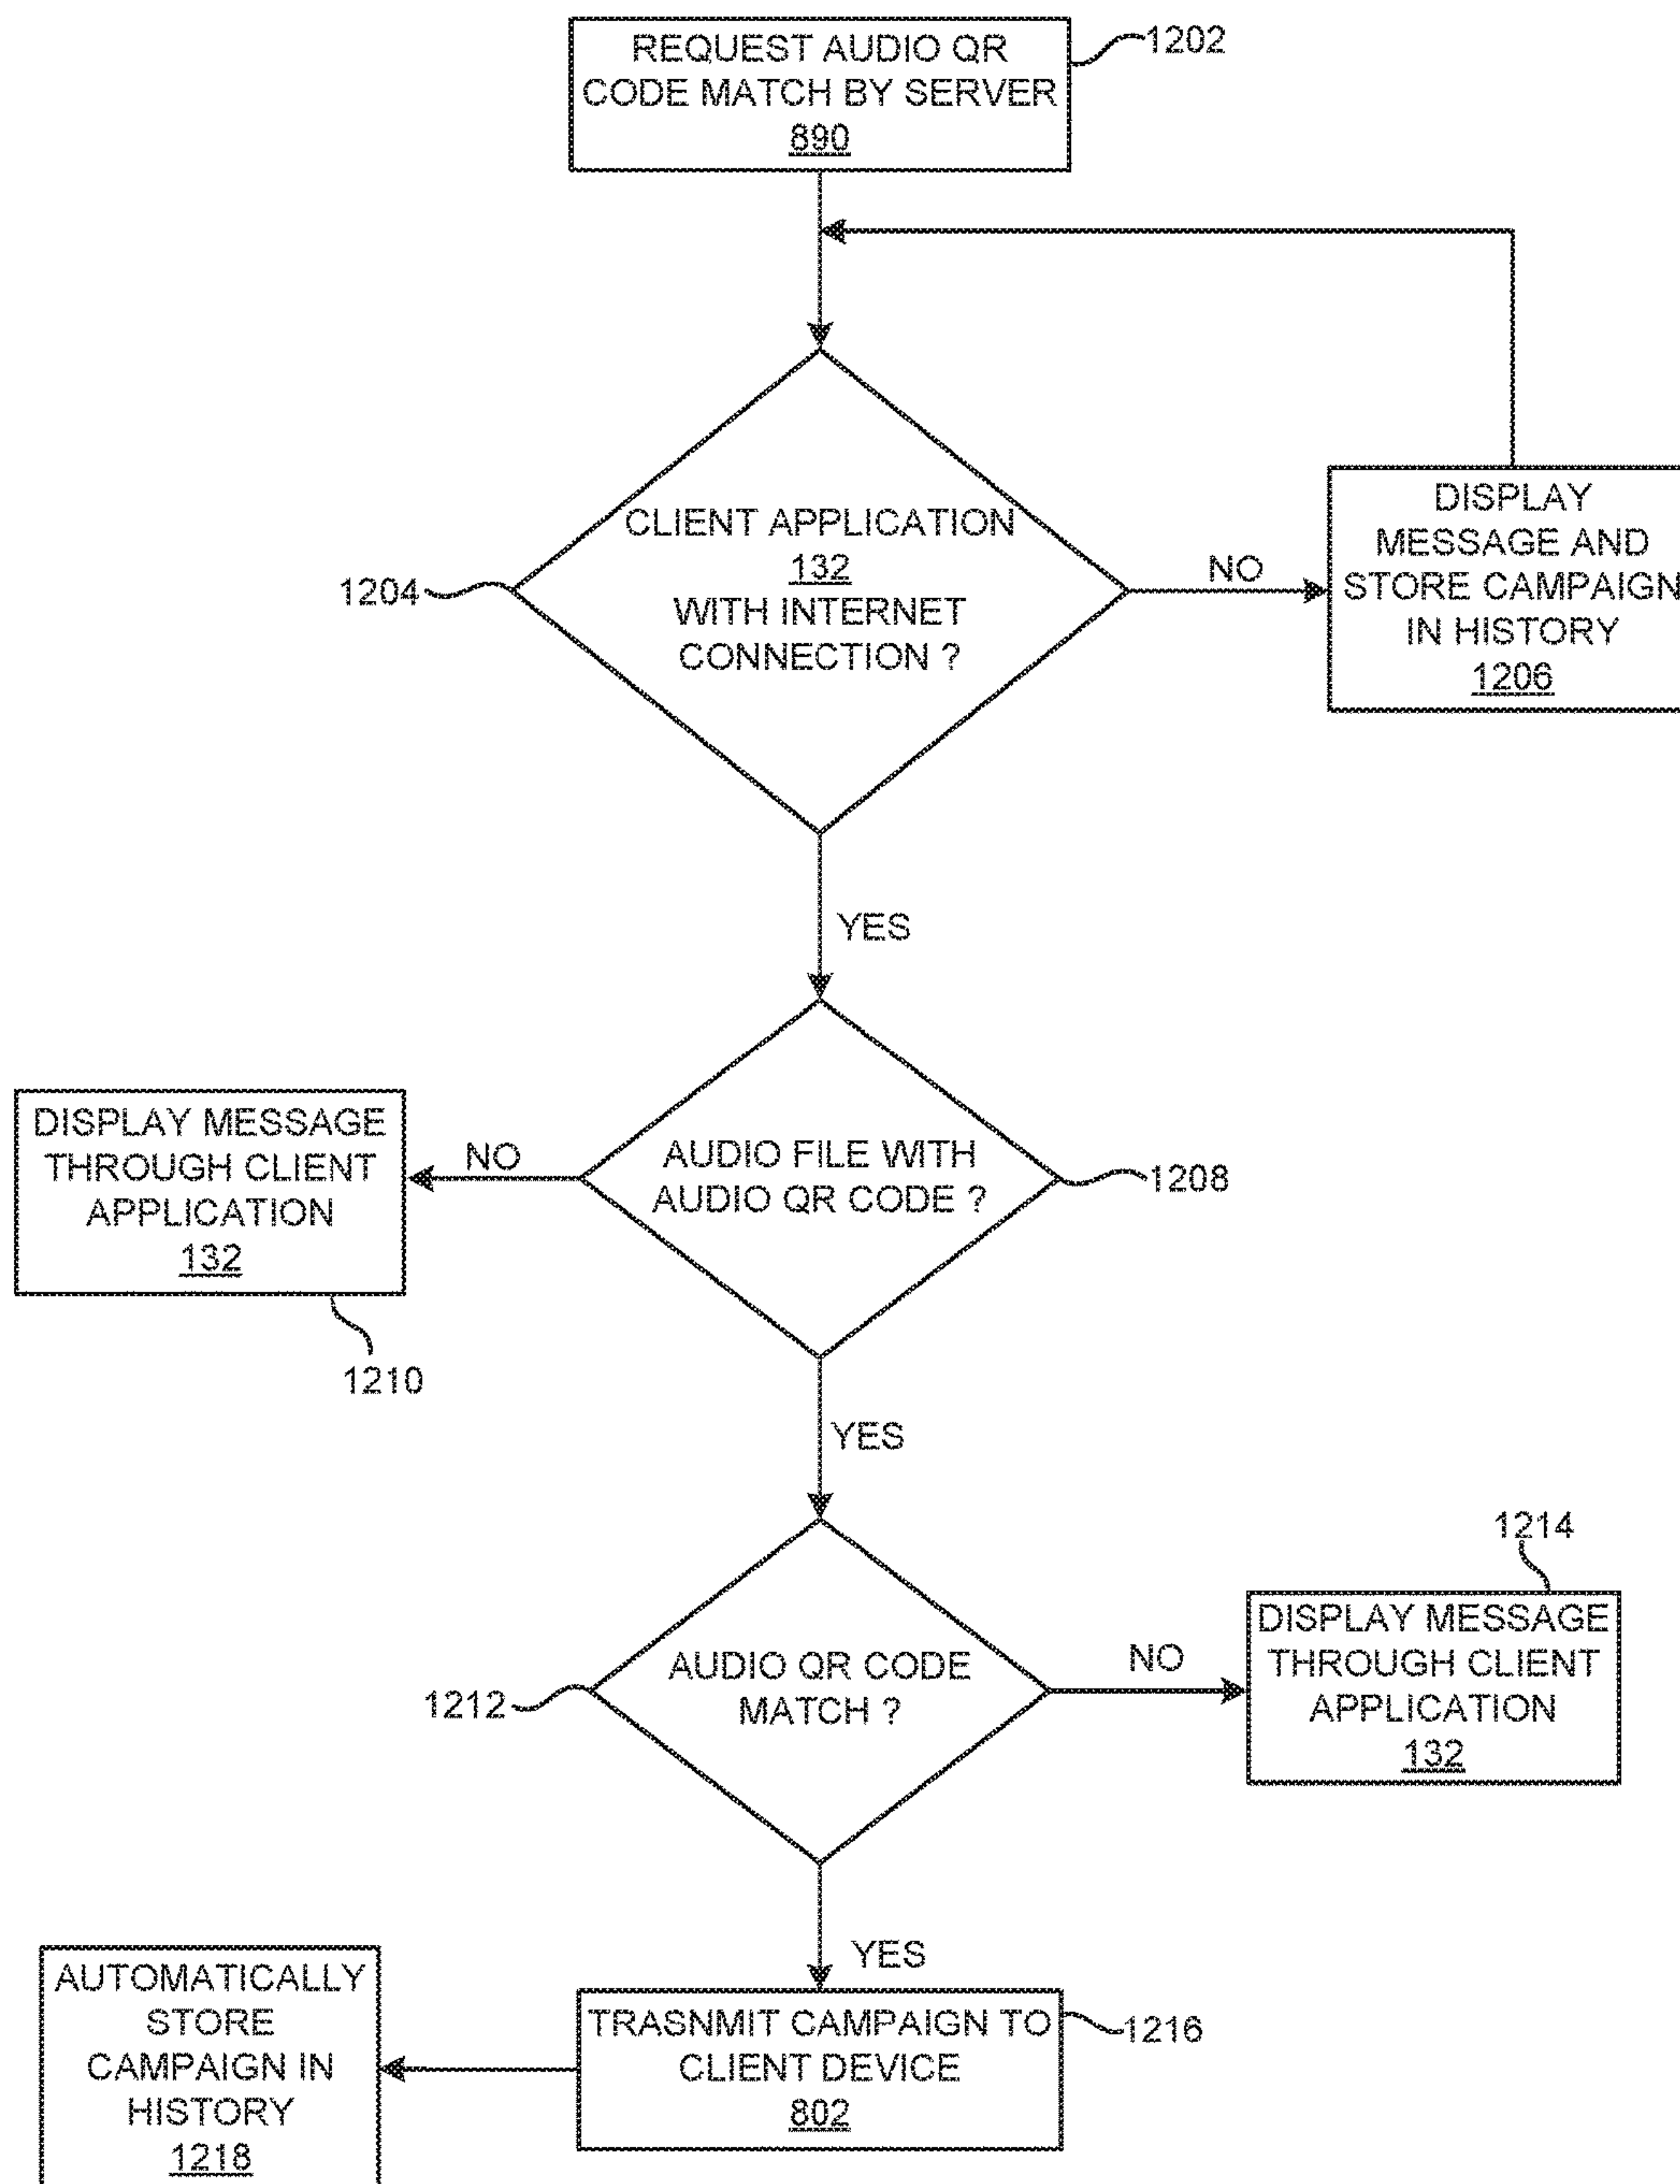 REQUEST AUDIO QR
CODE MATCH BY SERVER
890
1202
CLIENT APPLICATION
132
WITH INTERNET
CONNECTION ?
1204
NO
DISPLAY
MESSAGE AND
STORE CAMPAIGN
IN HISTORY
1206
YES
AUDIO FILE WITH
AUDIO QR CODE ?
1208
NO
DISPLAY MESSAGE
THROUGH CLIENT
APPLICATION
132
1210
YES
AUDIO QR CODE
MATCH ?
1212
NO
1214
DISPLAY MESSAGE
THROUGH CLIENT
APPLICATION
132
YES
TRASNMIT CAMPAIGN TO
CLIENT DEVICE
802
1216
AUTOMATICALLY
STORE
CAMPAIGN IN
HISTORY
1218